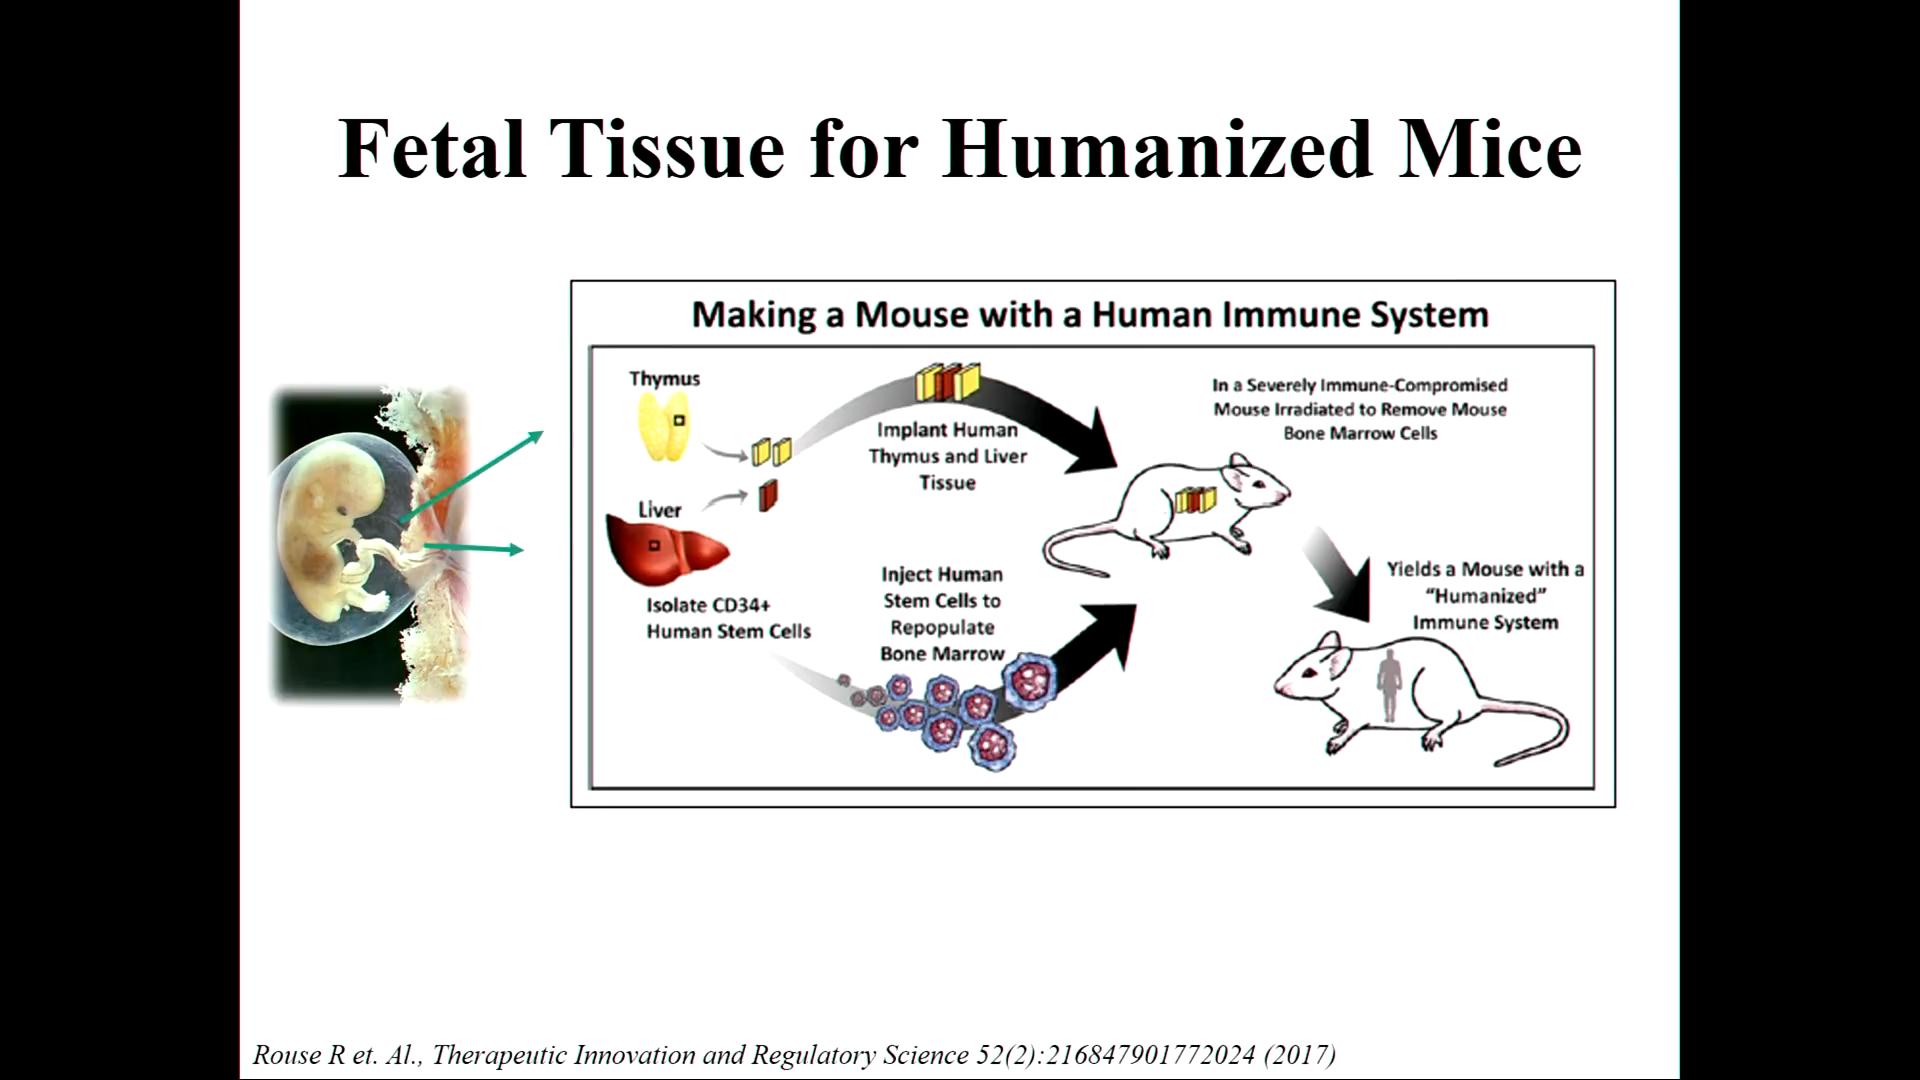 Fetal Tissue for Humanized Mice
Making a Mouse with a Human Immune System
Thymus
Implant Human
Thymus and Liver
Tissue
In a Severely Immune-Compromised
Mouse Irradiated to Remove Mouse
Bone Marrow Cells
Liver
Isolate CD34+
Human Stem Cells
Inject Human
Stem Cells to
Repopulate
Bone Marrow
Yields a Mouse with a
“Humanized”
Immune System
Rouse R et. Al., Therapeutic Innovation and Regulatory Science 52(2):216847901772024 (2017)